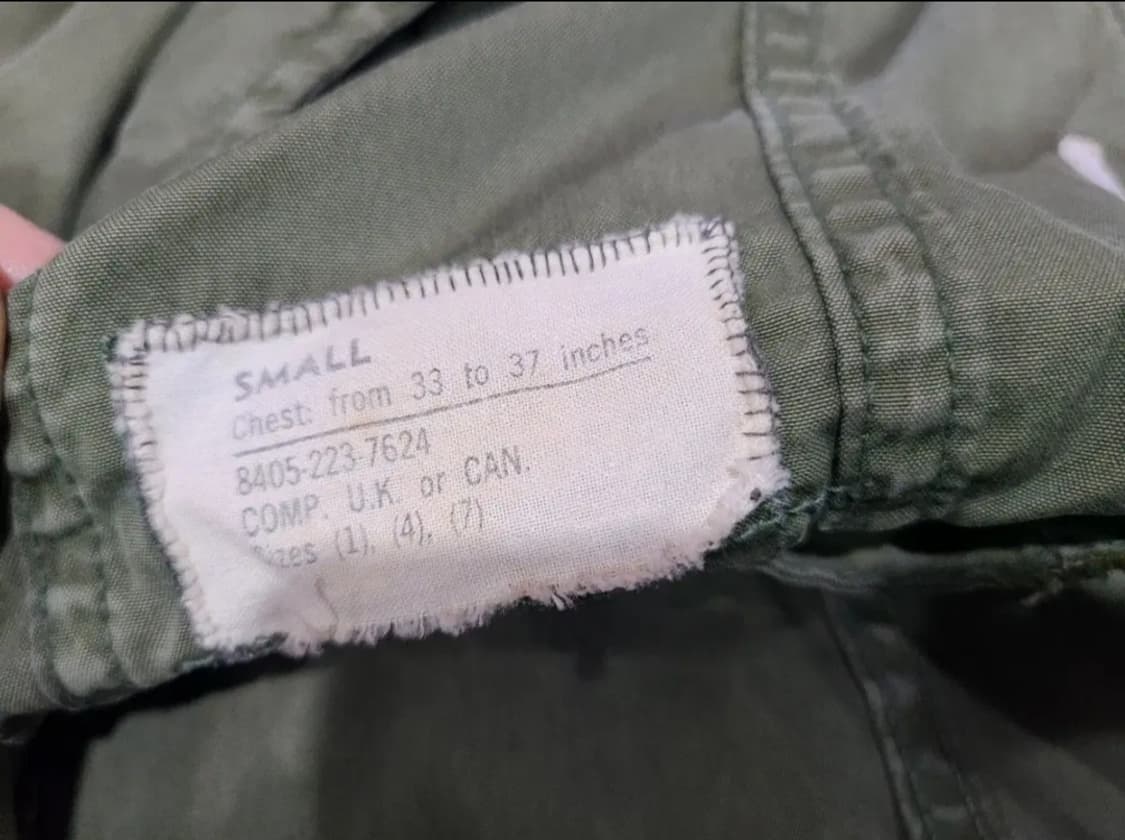 SMALL
Chest: from 33 to 37 inches
8405-223-7624
COMP. U.K. or CAN.
Sizes (1), (4), (7)